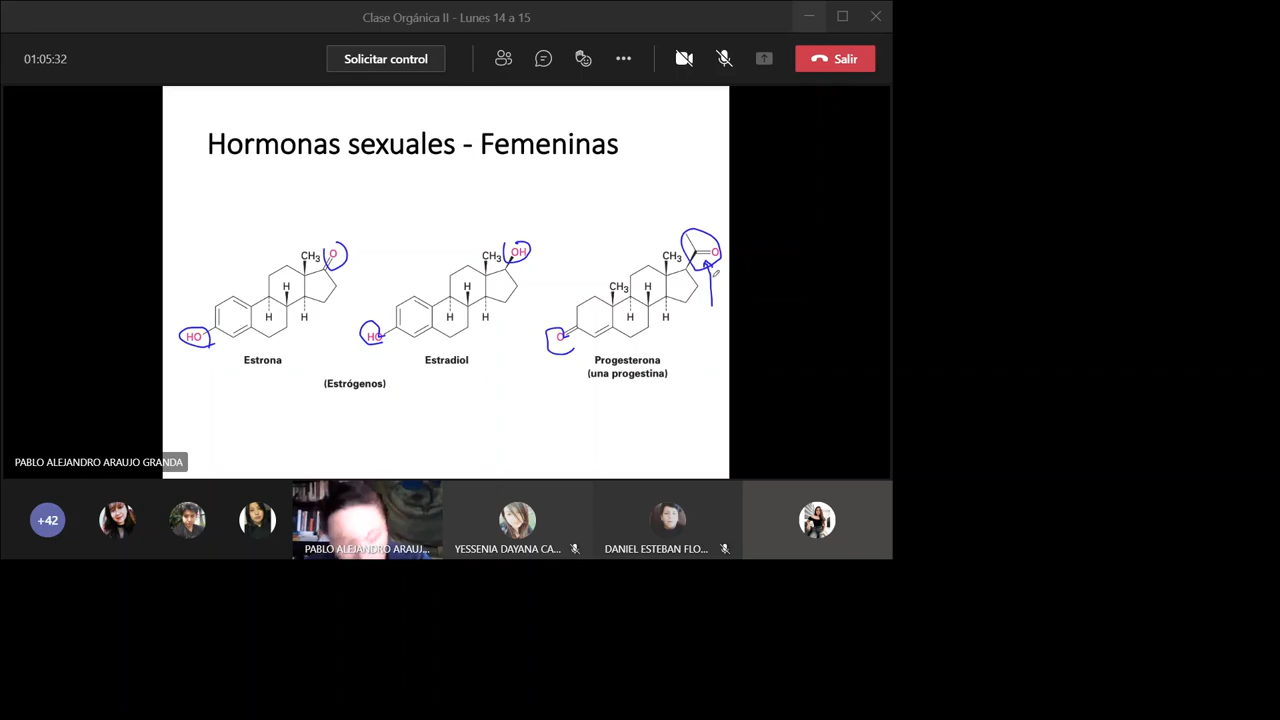 Clase Orgánica II - Lunes 14 a 15
01:05:32
Solicitar control
Salir
Hormonas sexuales - Femeninas
CH₃ O
H
H H
HO
Estrona
CH₃ OH
H
H H
HO
Estradiol
(Estrógenos)
CH₃ O
CH₃ H
H H
O
Progesterona
(una progestina)
PABLO ALEJANDRO ARAUJO GRANDA
+42
PABLO ALEJANDRO ARAUJ...
YESSENIA DAYANA CA...
DANIEL ESTEBAN FLO...